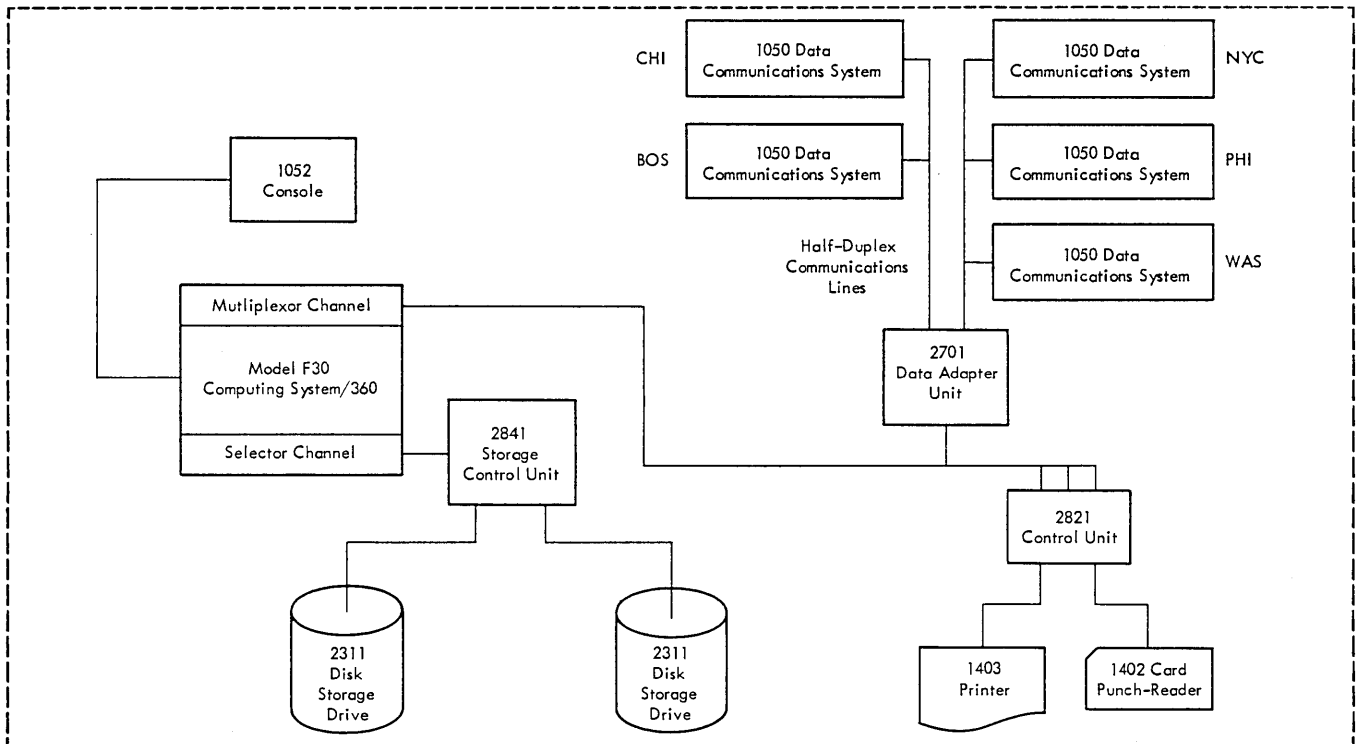 CHI
1050 Data
Communications System
1050 Data
Communications System
NYC
BOS
1050 Data
Communications System
1050 Data
Communications System
PHI
1052
Console
Half-Duplex
Communications
Lines
1050 Data
Communications System
WAS
Mutliplexor Channel
Model F30
Computing System/360
Selector Channel
2701
Data Adapter
Unit
2841
Storage
Control Unit
2821
Control Unit
2311
Disk
Storage
Drive
2311
Disk
Storage
Drive
1403
Printer
1402 Card
Punch-Reader